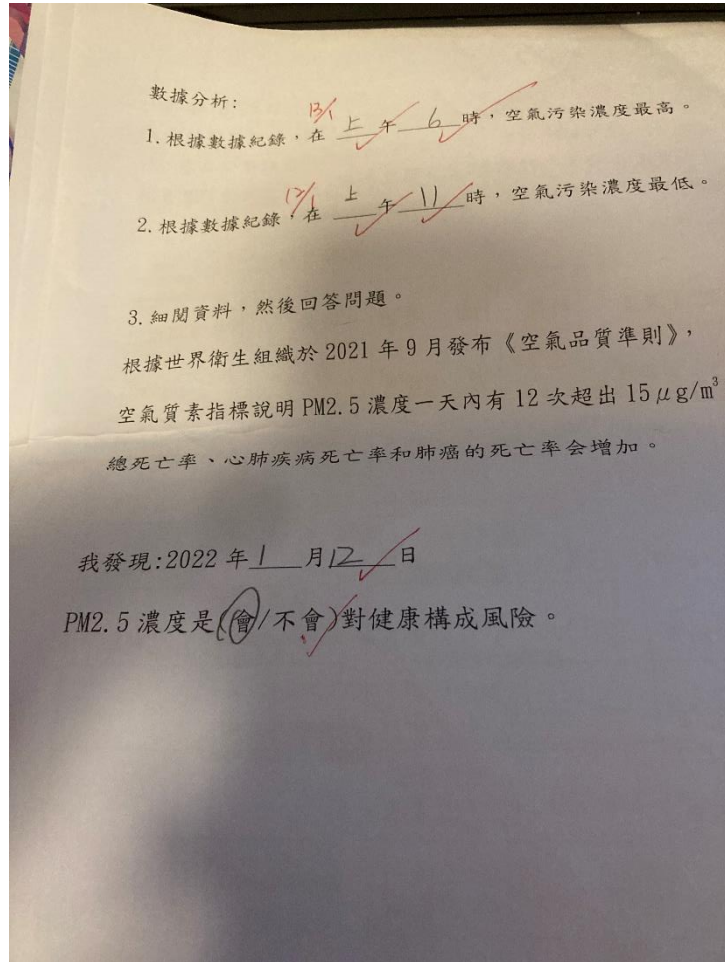 數據分析:
13/1
1. 根據數據紀錄,在 上 午 6 時,空氣污染濃度最高。
12/1
2. 根據數據紀錄,在 上 午 11 時,空氣污染濃度最低。
3. 細閱資料,然後回答問題。
根據世界衛生組織於 2021 年 9 月發布《空氣品質準則》,
空氣質素指標說明 PM2.5 濃度一天內有 12 次超出 15μg/m³
總死亡率、心肺疾病死亡率和肺癌的死亡率会增加。
我發現:2022 年 1 月 12 日
PM2.5 濃度是(會/不會)對健康構成風險。